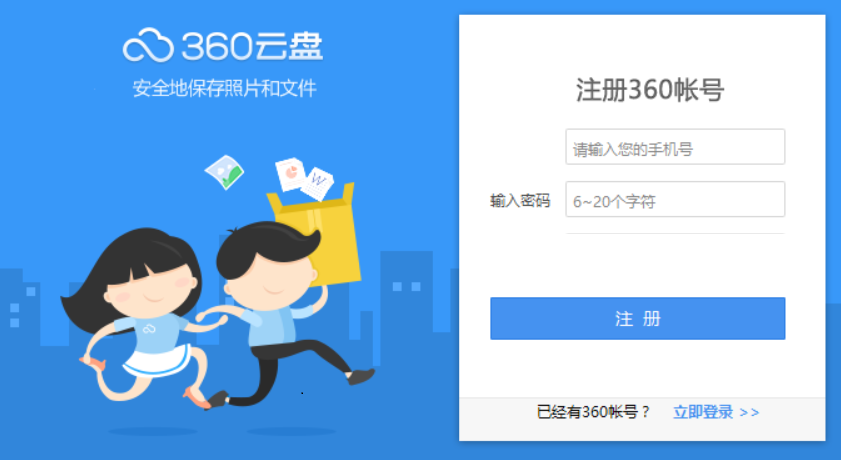 360云盘
安全地保存照片和文件
W
注册360帐号
请输入您的手机号
输入密码 6~20个字符
注 册
已经有360帐号？ 立即登录 >>